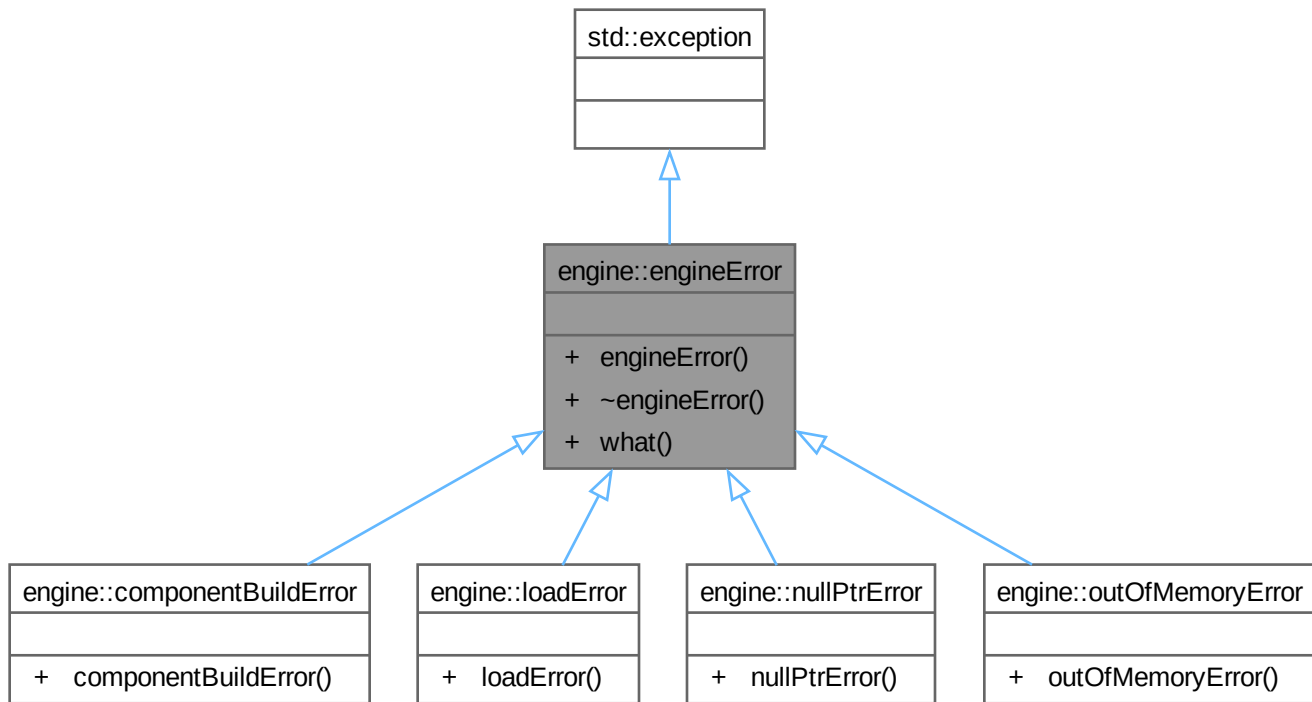 std::exception
engine::engineError
+ engineError()
+ ~engineError()
+ what()
engine::componentBuildError
+ componentBuildError()
engine::loadError
+ loadError()
engine::nullPtrError
+ nullPtrError()
engine::outOfMemoryError
+ outOfMemoryError()